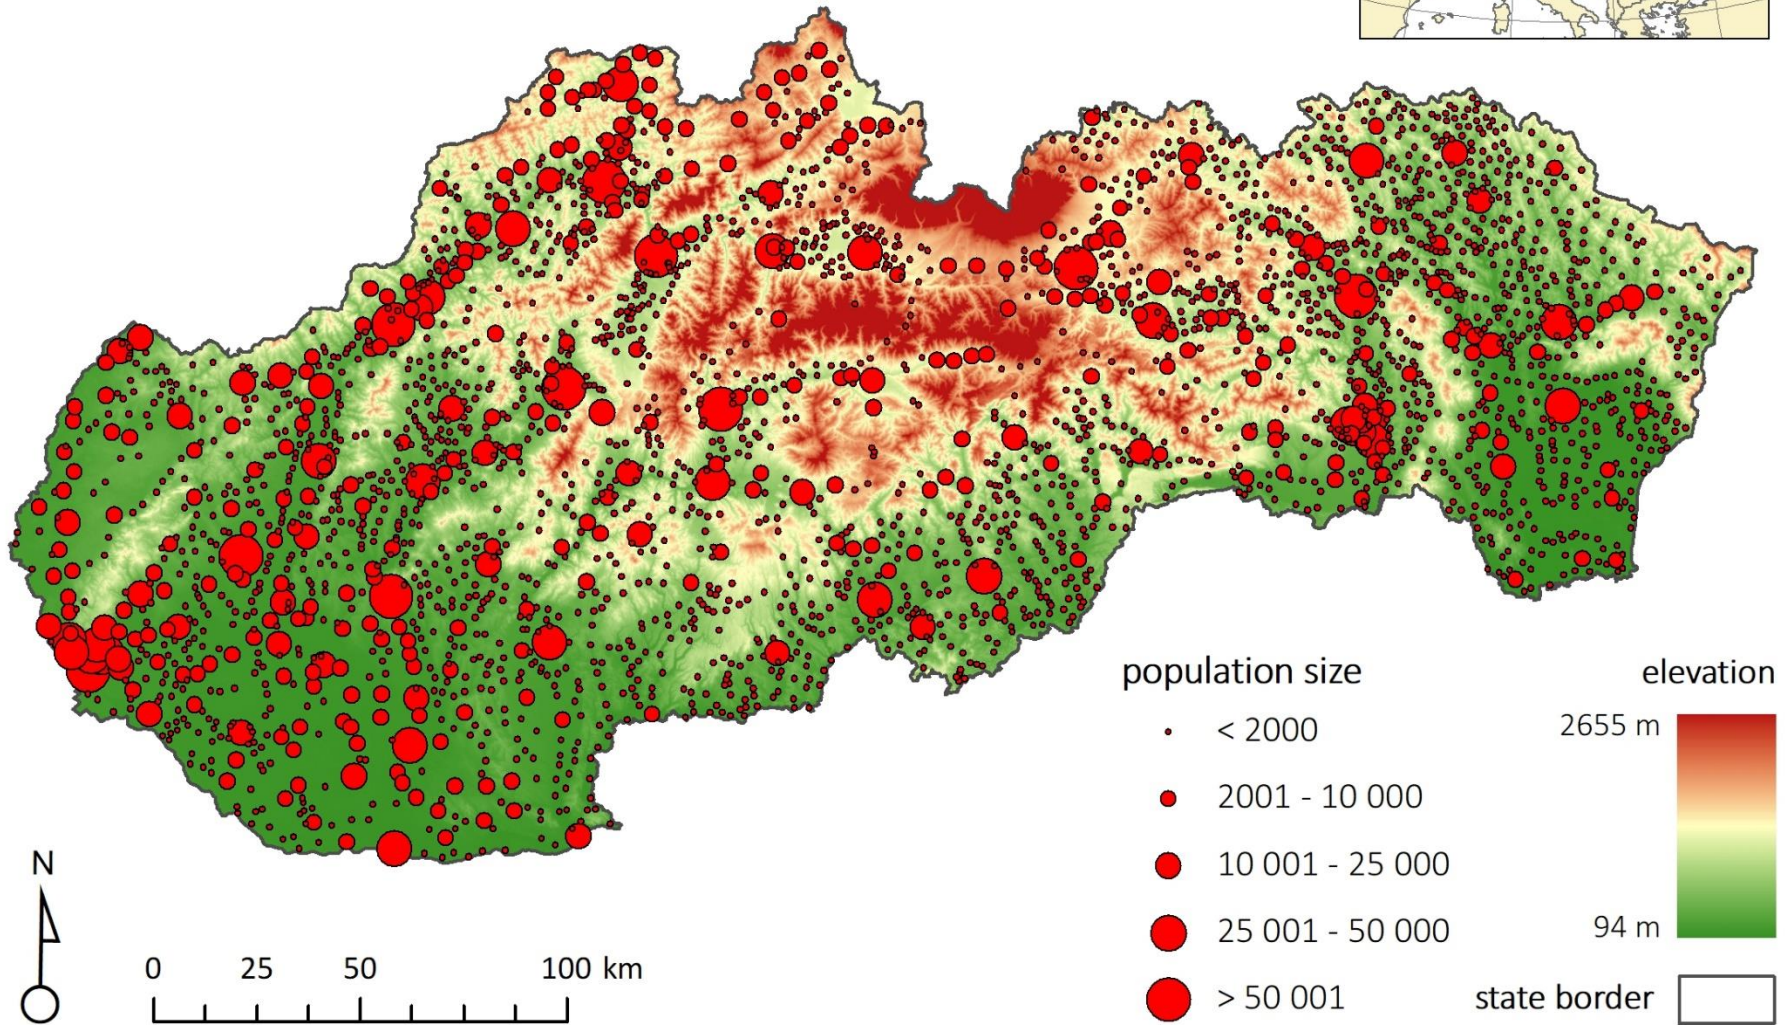 population size
< 2000
2001 - 10 000
10 001 - 25 000
25 001 - 50 000
> 50 001
elevation
2655 m
94 m
state border
N
0 25 50 100 km